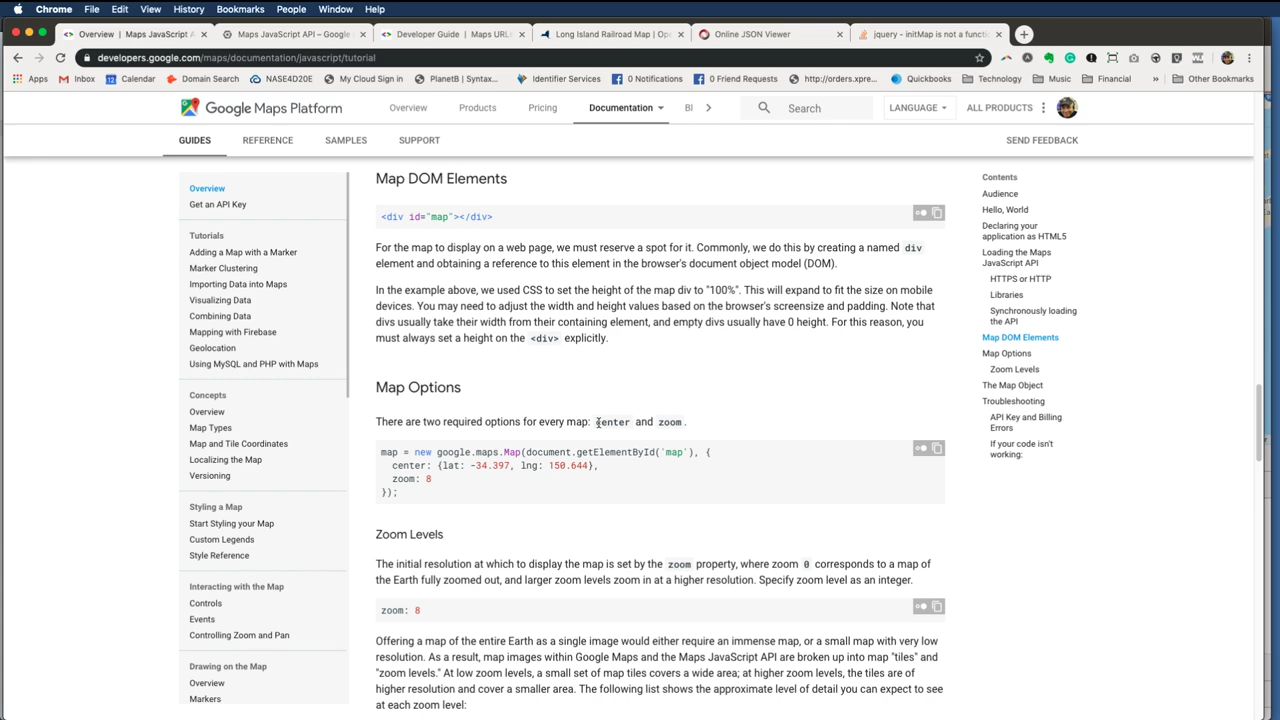 Chrome File Edit View History Bookmarks People Window Help
Overview | Maps JavaScript A × Maps JavaScript API – Google × Developer Guide | Maps URLs × Long Island Railroad Map | Op × Online JSON Viewer × jquery - initMap is not a functi × +
developers.google.com/maps/documentation/javascript/tutorial
Apps Inbox Calendar Domain Search NASE4D20E My Cloud Sign in PlanetB | Syntax... Identifier Services 0 Notifications 0 Friend Requests http://orders.xpre... Quickbooks Technology Music Financial » Other Bookmarks
Google Maps Platform Overview Products Pricing Documentation Bl Search LANGUAGE ALL PRODUCTS
GUIDES REFERENCE SAMPLES SUPPORT SEND FEEDBACK
Overview
Get an API Key
Tutorials
Adding a Map with a Marker
Marker Clustering
Importing Data into Maps
Visualizing Data
Combining Data
Mapping with Firebase
Geolocation
Using MySQL and PHP with Maps
Concepts
Overview
Map Types
Map and Tile Coordinates
Localizing the Map
Versioning
Styling a Map
Start Styling your Map
Custom Legends
Style Reference
Interacting with the Map
Controls
Events
Controlling Zoom and Pan
Drawing on the Map
Overview
Markers
Map DOM Elements
<div id="map"></div>
For the map to display on a web page, we must reserve a spot for it. Commonly, we do this by creating a named div
element and obtaining a reference to this element in the browser's document object model (DOM).
In the example above, we used CSS to set the height of the map div to "100%". This will expand to fit the size on mobile
devices. You may need to adjust the width and height values based on the browser's screensize and padding. Note that
divs usually take their width from their containing element, and empty divs usually have 0 height. For this reason, you
must always set a height on the <div> explicitly.
Map Options
There are two required options for every map: center and zoom.
map = new google.maps.Map(document.getElementById('map'), {
center: {lat: -34.397, lng: 150.644},
zoom: 8
});
Zoom Levels
The initial resolution at which to display the map is set by the zoom property, where zoom 0 corresponds to a map of
the Earth fully zoomed out, and larger zoom levels zoom in at a higher resolution. Specify zoom level as an integer.
zoom: 8
Offering a map of the entire Earth as a single image would either require an immense map, or a small map with very low
resolution. As a result, map images within Google Maps and the Maps JavaScript API are broken up into map "tiles" and
"zoom levels." At low zoom levels, a small set of map tiles covers a wide area; at higher zoom levels, the tiles are of
higher resolution and cover a smaller area. The following list shows the approximate level of detail you can expect to see
at each zoom level:
Contents
Audience
Hello, World
Declaring your
application as HTML5
Loading the Maps
JavaScript API
HTTPS or HTTP
Libraries
Synchronously loading
the API
Map DOM Elements
Map Options
Zoom Levels
The Map Object
Troubleshooting
API Key and Billing
Errors
If your code isn't
working: